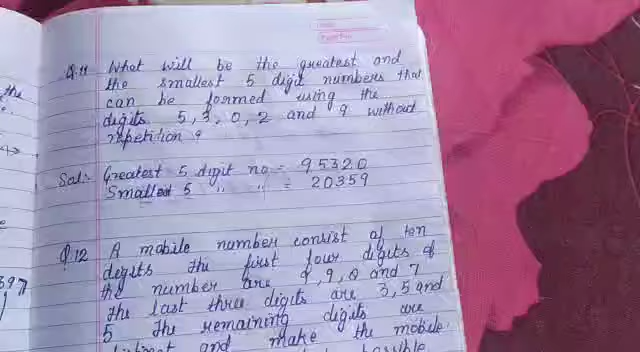 Q.11 What will be the greatest and
the smallest 5 digit numbers that
can be formed using the
digits 5, 3, 0, 2 and 9 without
repetition ?
Sol:- Greatest 5 digit no = 95320
Smallest 5 " " = 20359
Q.12 A mobile number consist of ten
digits the first four digits of
the number are 9, 0 and 7
the last three digits are 3, 5 and
5 the remaining digits are
and make the mobile
the
397